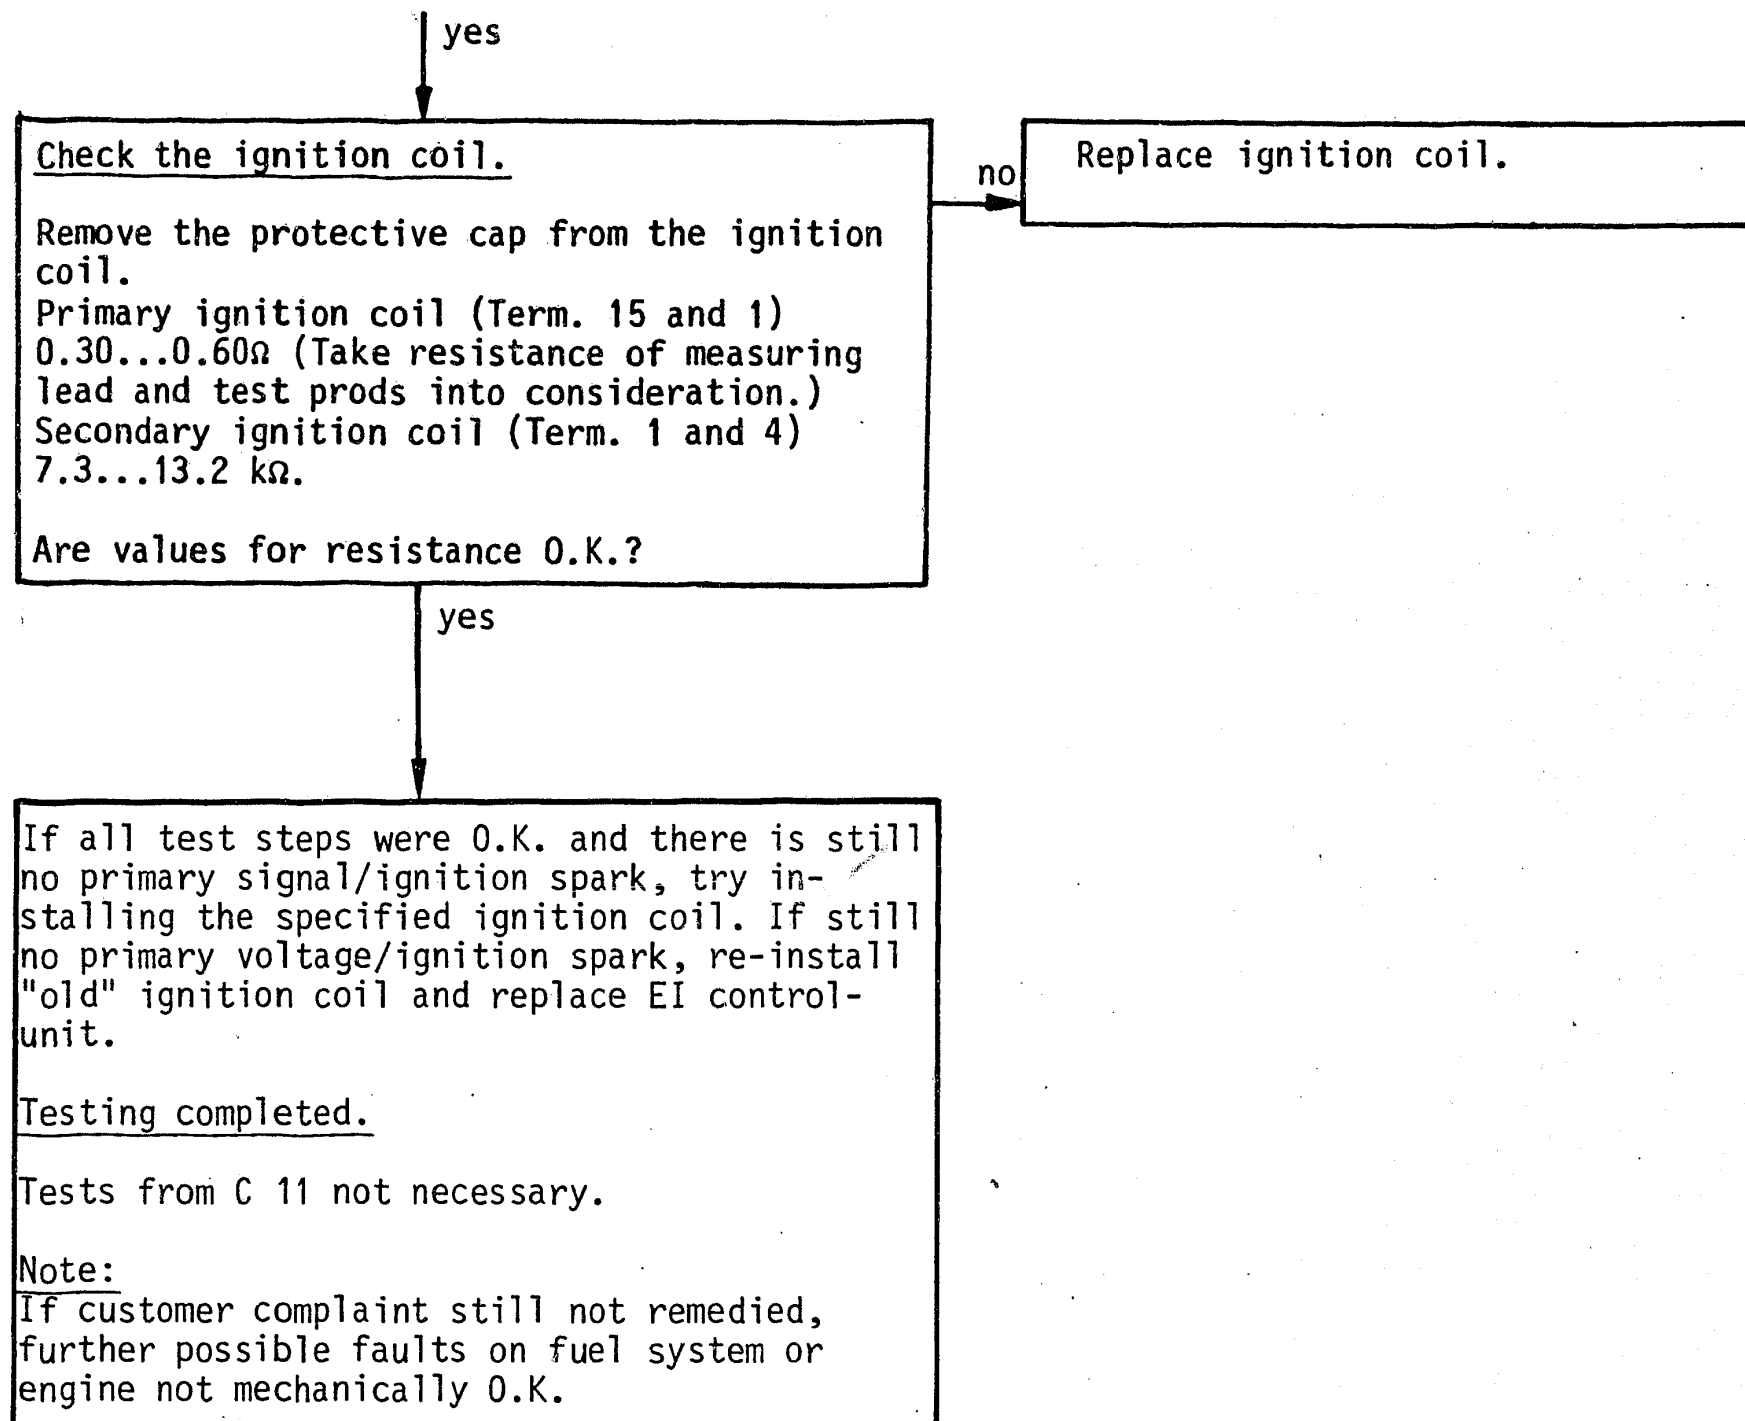 yes
Check the ignition coil.
Remove the protective cap from the ignition
coil.
Primary ignition coil (Term. 15 and 1)
0.30...0.60Ω (Take resistance of measuring
lead and test prods into consideration.)
Secondary ignition coil (Term. 1 and 4)
7.3...13.2 kΩ.
Are values for resistance O.K.?
no
Replace ignition coil.
yes
If all test steps were O.K. and there is still
no primary signal/ignition spark, try in-
stalling the specified ignition coil. If still
no primary voltage/ignition spark, re-install
"old" ignition coil and replace EI control-
unit.
Testing completed.
Tests from C 11 not necessary.
Note:
If customer complaint still not remedied,
further possible faults on fuel system or
engine not mechanically O.K.